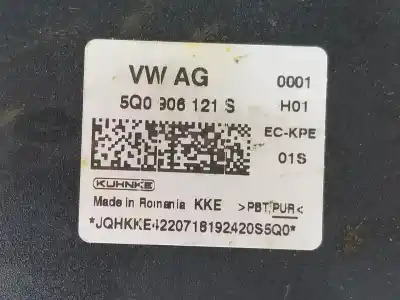 VW AG 0001
5Q0 906 121 S H01
EC-KPE
01S
KUHNKE
Made in Romania KKE >PBT,PUR<
*JQHKKE4220718192420S5Q0*